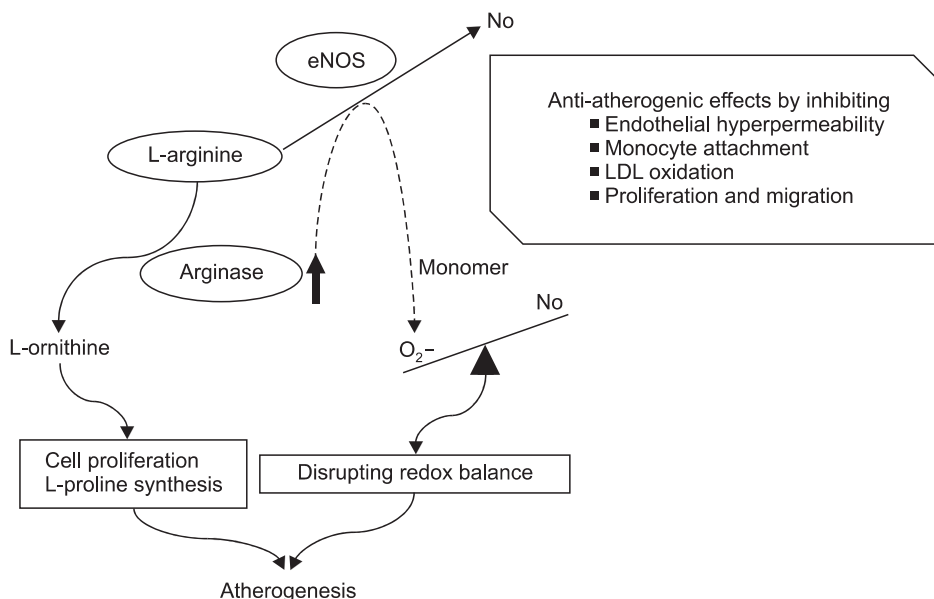 No
eNOS
Anti-atherogenic effects by inhibiting
■ Endothelial hyperpermeability
■ Monocyte attachment
■ LDL oxidation
■ Proliferation and migration
L-arginine
Arginase
Monomer
No
O₂−
L-ornithine
Cell proliferation
L-proline synthesis
Disrupting redox balance
Atherogenesis